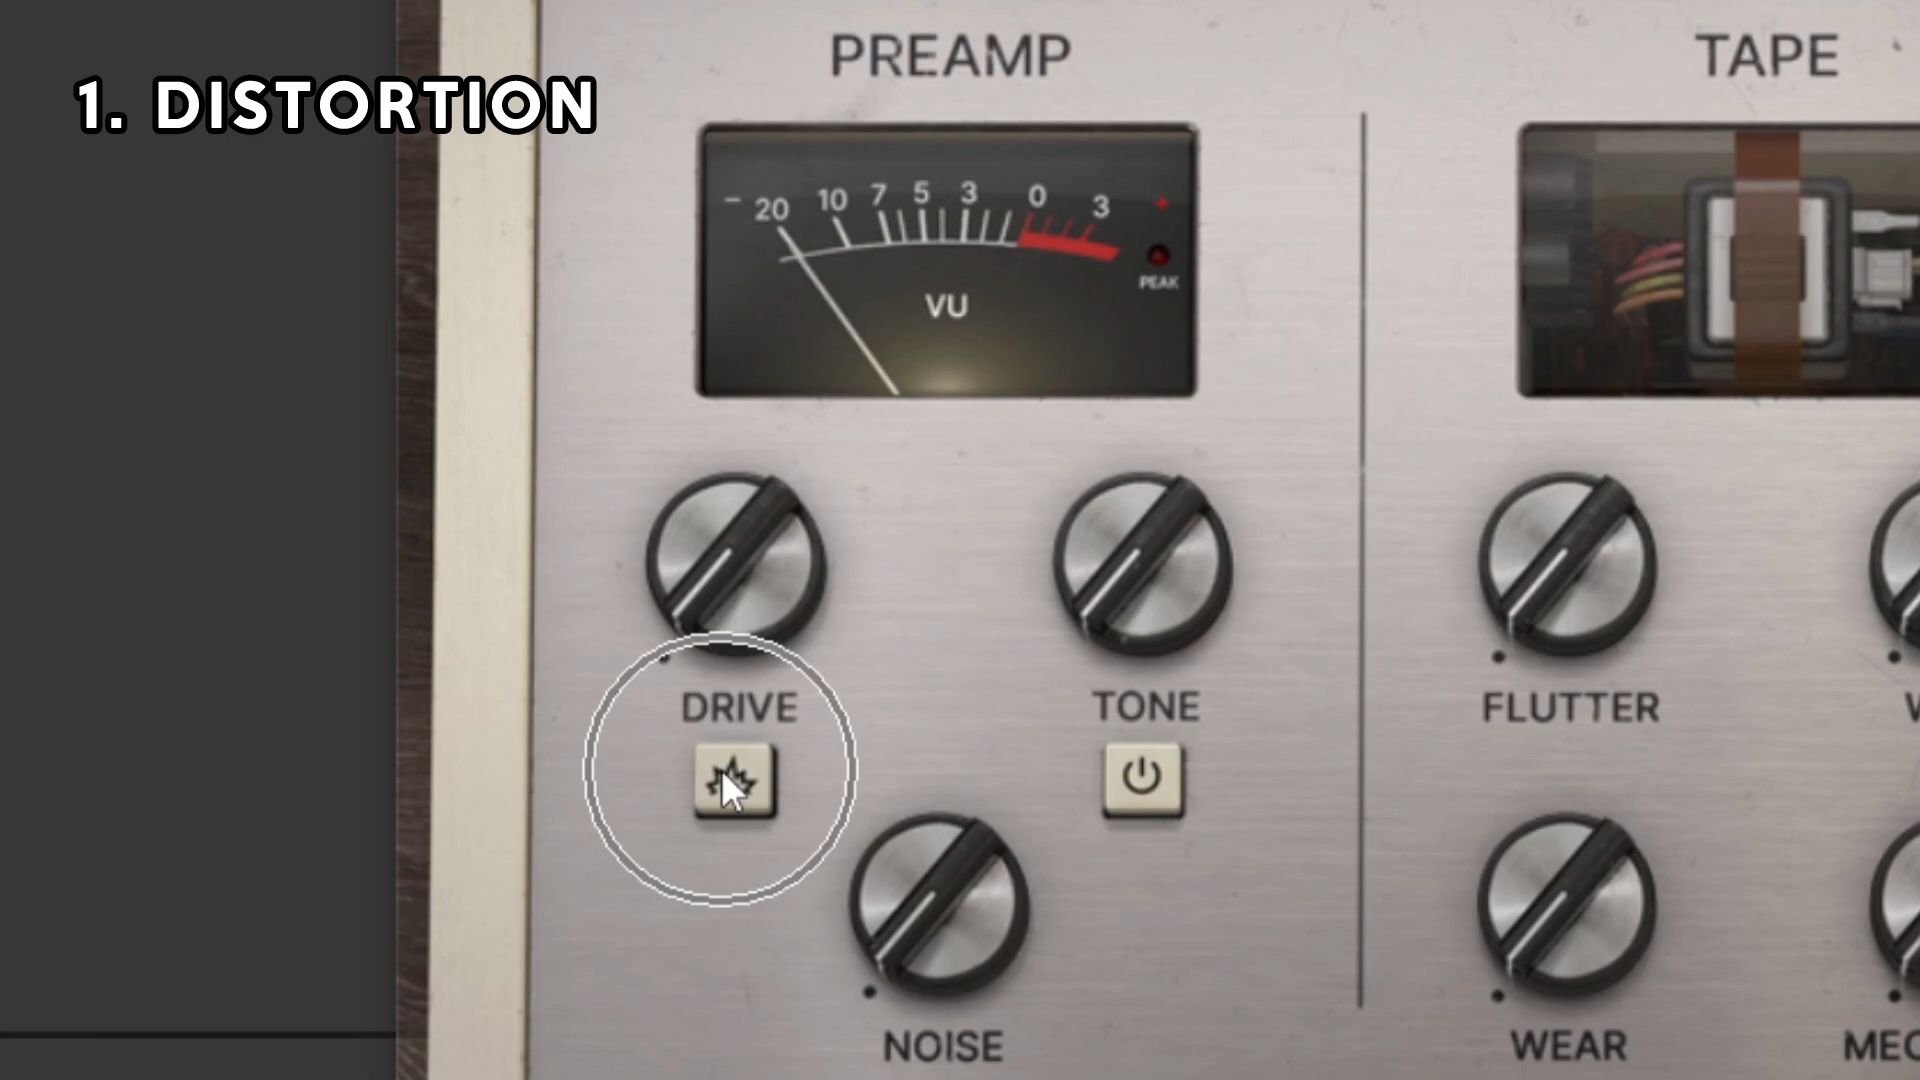 1. DISTORTION
PREAMP
TAPE
- 20 10 7 5 3 0 3 +
PEAK
VU
DRIVE
TONE
FLUTTER
NOISE
WEAR